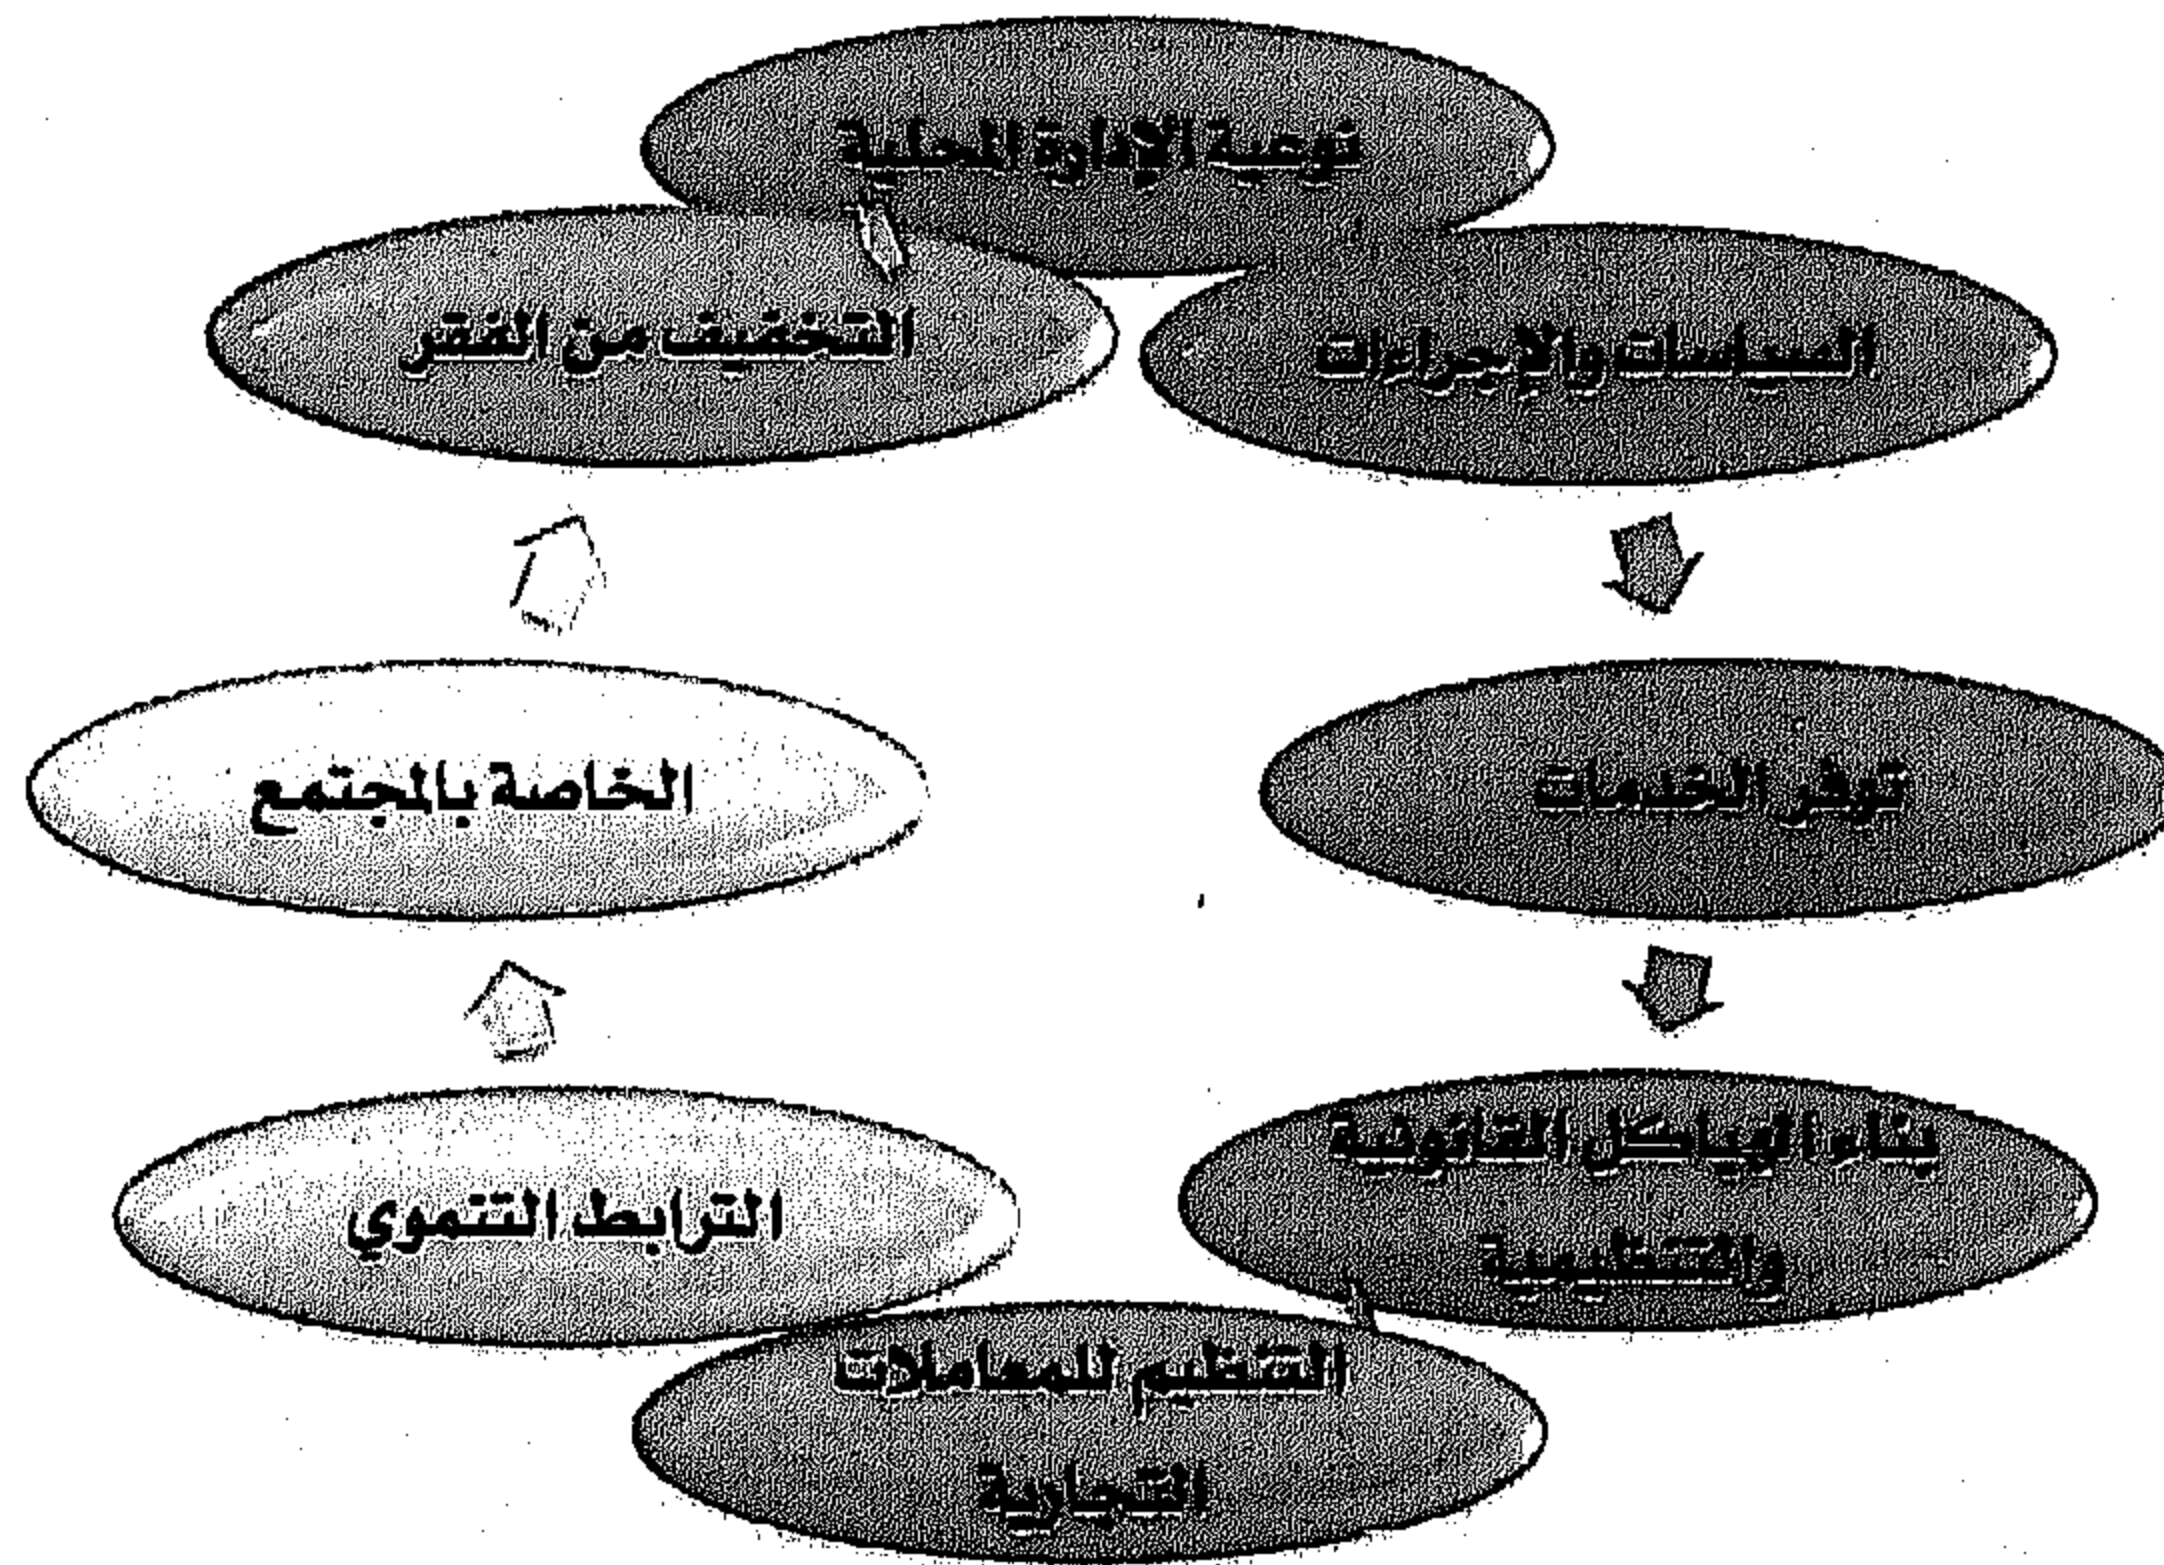 نوعية الإدارة المحلية
السياسات والإجراءات
توفر الخدمات
بناء الهياكل القانونية
والتنظيمية
التنظيم للمعاملات
التجارية
الترابط التنموي
الخاصة بالمجتمع
التخفيف من الفقر